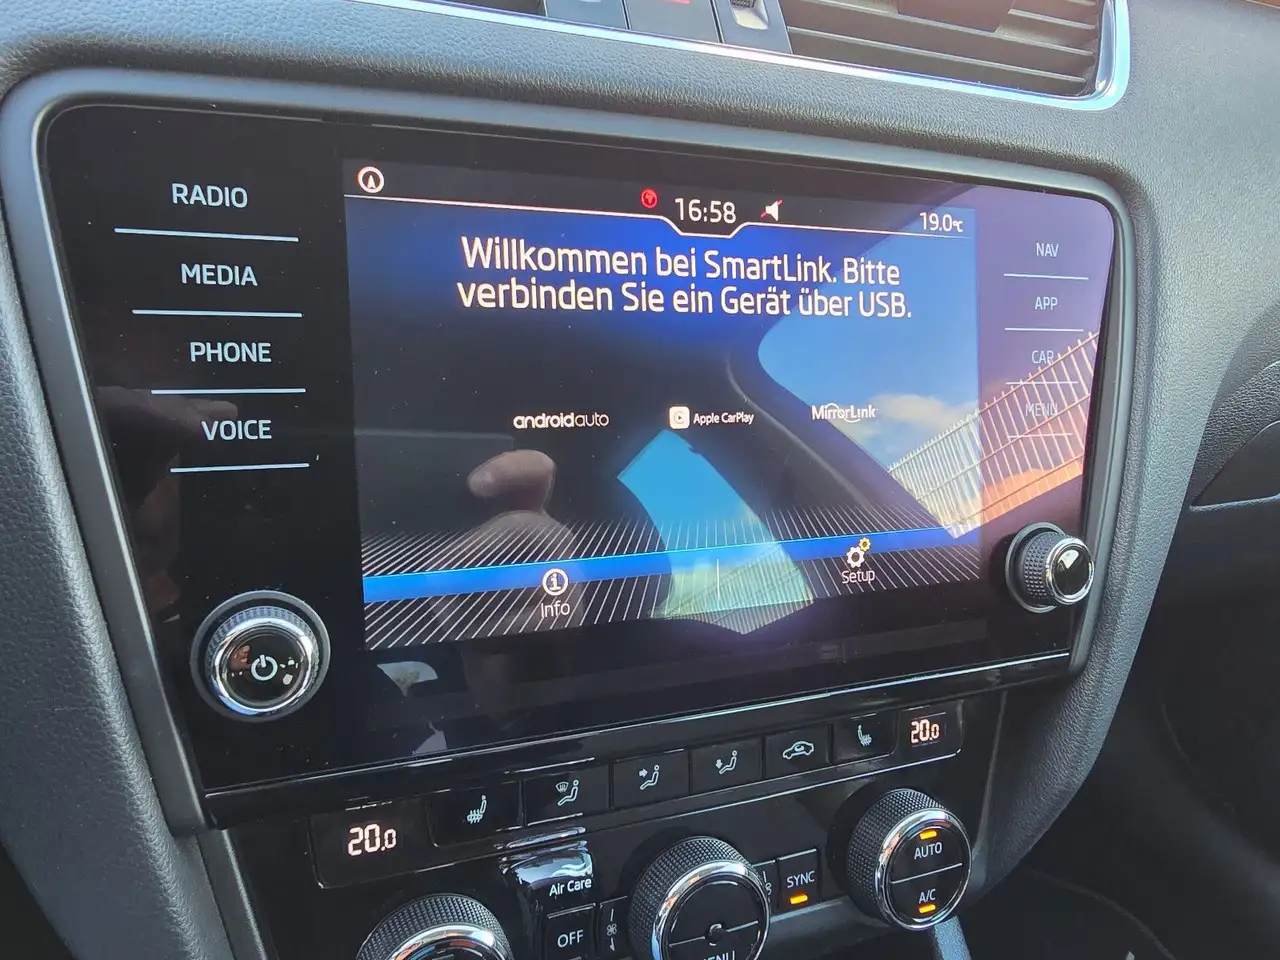 RADIO
MEDIA
PHONE
VOICE
16:58
19.0°C
Willkommen bei SmartLink. Bitte
verbinden Sie ein Gerät über USB.
androidauto
Apple CarPlay
MirrorLink
Info
Setup
NAV
APP
CAR
MENU
20.0
20.0
Air Care
OFF
SYNC
AUTO
A/C
MENU